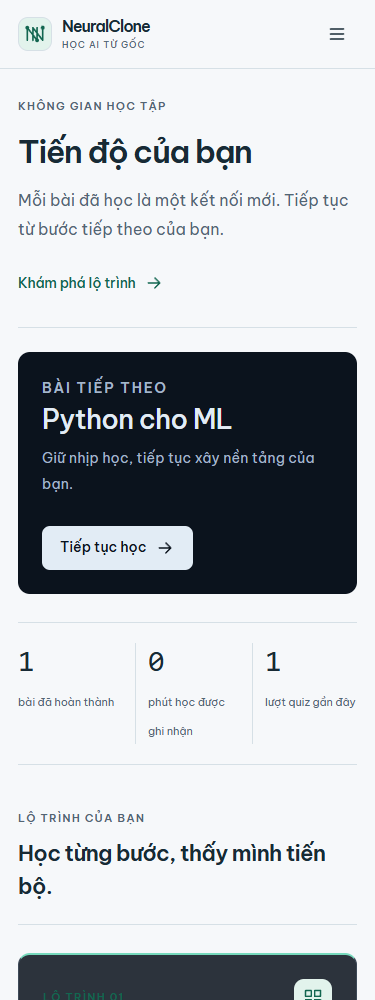 NeuralClone
HỌC AI TỪ GỐC
KHÔNG GIAN HỌC TẬP
Tiến độ của bạn
Mỗi bài đã học là một kết nối mới. Tiếp tục
từ bước tiếp theo của bạn.
Khám phá lộ trình
BÀI TIẾP THEO
Python cho ML
Giữ nhịp học, tiếp tục xây nền tảng của
bạn.
Tiếp tục học
1
bài đã hoàn thành
0
phút học được
ghi nhận
1
lượt quiz gần đây
LỘ TRÌNH CỦA BẠN
Học từng bước, thấy mình tiến
bộ.
LỘ TRÌNH 01